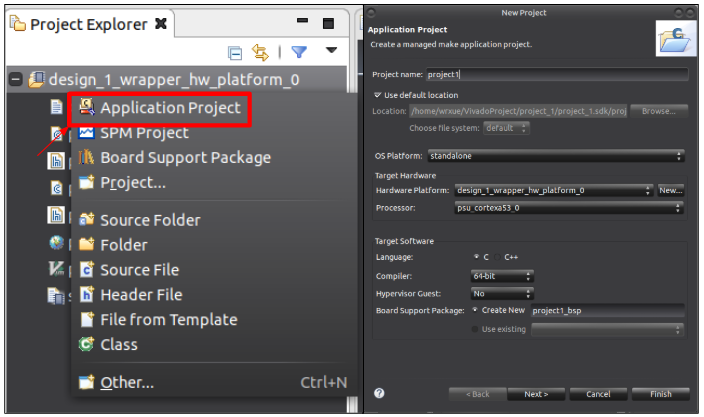 Project Explorer
design_1_wrapper_hw_platform_0
Application Project
SPM Project
Board Support Package
Project...
Source Folder
Folder
Source File
Header File
File from Template
Class
Other... Ctrl+N
New Project
Application Project
Create a managed make application project.
Project name: project1
Use default location
Location: /home/wrxue/VivadoProject/project_1/project_1.sdk/proj Browse...
Choose file system: default
OS Platform: standalone
Target Hardware
Hardware Platform: design_1_wrapper_hw_platform_0 New...
Processor: psu_cortexa53_0
Target Software
Language: C C++
Compiler: 64-bit
Hypervisor Guest: No
Board Support Package: Create New project1_bsp
Use existing
< Back Next > Cancel Finish